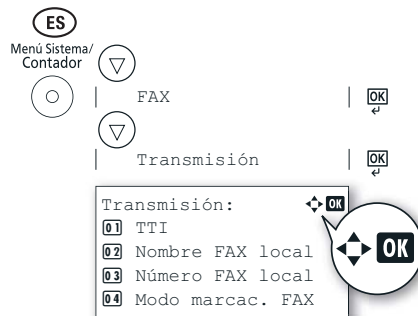 ES
Menú Sistema/
Contador
FAX
OK
Transmisión
OK
Transmisión: OK
01 TTI
02 Nombre FAX local
03 Número FAX local
04 Modo marcac. FAX
OK